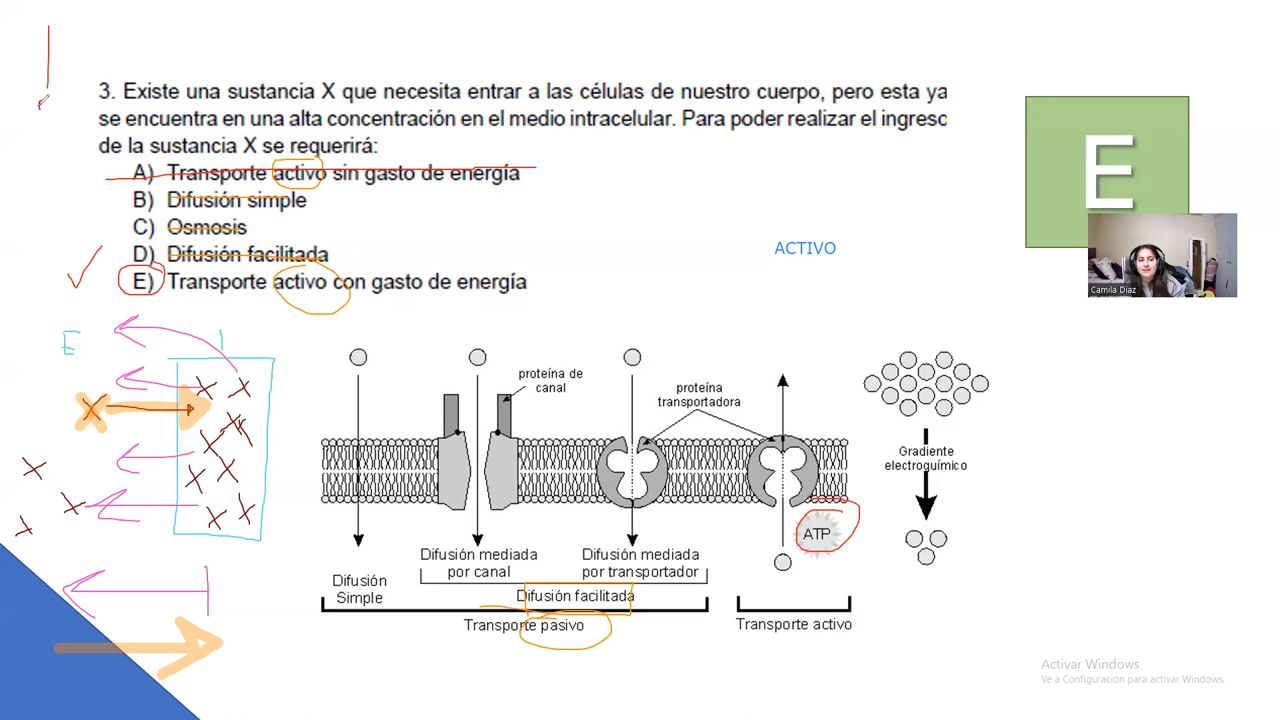 3. Existe una sustancia X que necesita entrar a las células de nuestro cuerpo, pero esta ya
se encuentra en una alta concentración en el medio intracelular. Para poder realizar el ingreso
de la sustancia X se requerirá:
A) Transporte activo sin gasto de energía
B) Difusión simple
C) Osmosis
D) Difusión facilitada
E) Transporte activo con gasto de energía
ACTIVO
E
Camila Diaz
E
I
X X
X
X X
X X X
X X
X X X
proteína de
canal
proteína
transportadora
Gradiente
electroquímico
ATP
Difusión
Simple
Difusión mediada
por canal
Difusión mediada
por transportador
Difusión facilitada
Transporte pasivo
Transporte activo
Activar Windows
Ve a Configuración para activar Windows.